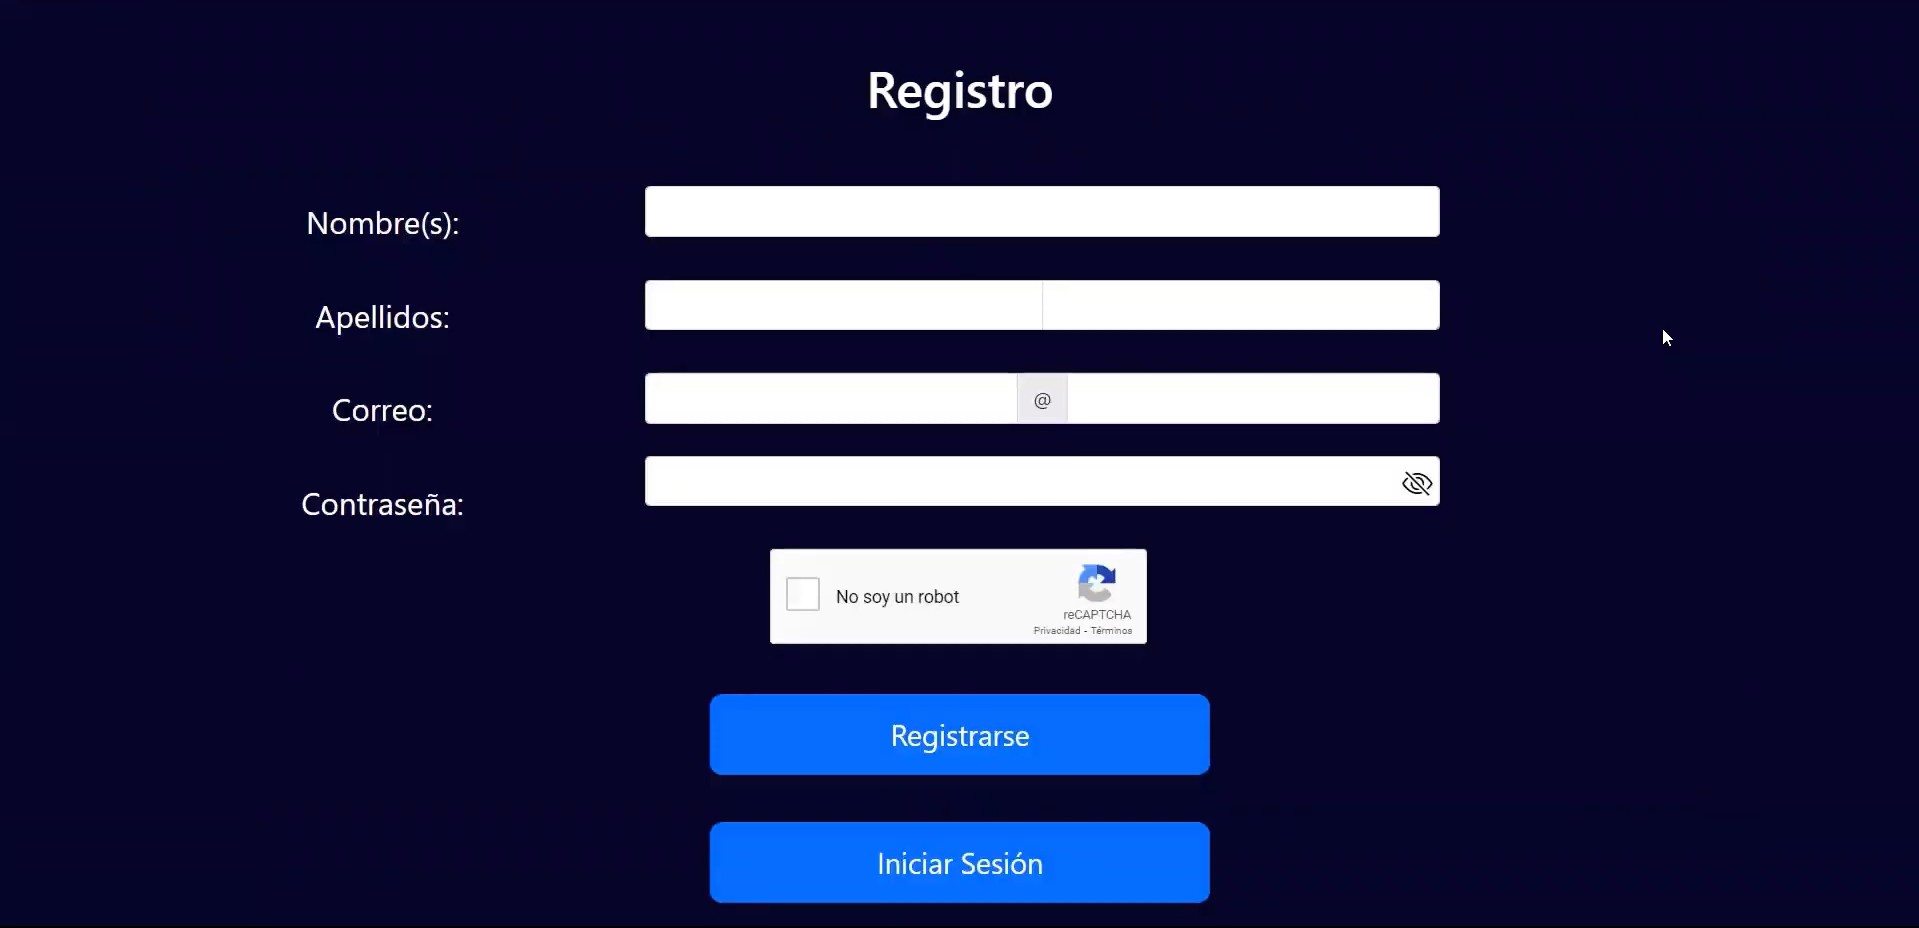 Registro
Nombre(s):
Apellidos:
Correo:
@
Contraseña:
No soy un robot
reCAPTCHA
Privacidad - Términos
Registrarse
Iniciar Sesión